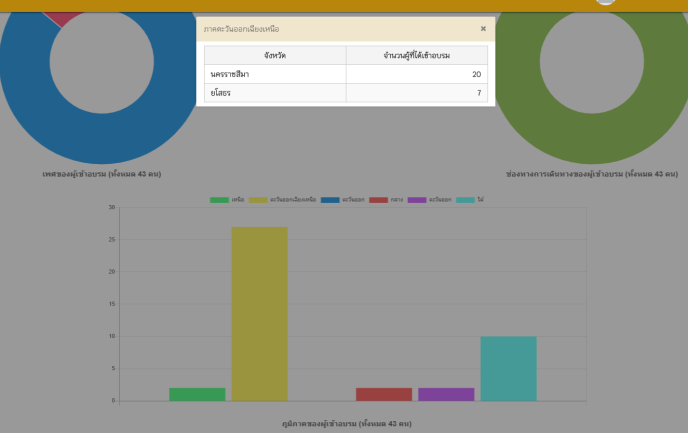 ภาคตะวันออกเฉียงเหนือ ×
จังหวัด จำนวนผู้ที่ได้เข้าอบรม
นครราชสีมา 20
ยโสธร 7
เพศของผู้เข้าอบรม (ทั้งหมด 43 คน)
ช่องทางการเดินทางของผู้เข้าอบรม (ทั้งหมด 43 คน)
เหนือ ตะวันออกเฉียงเหนือ ตะวันออก กลาง ตะวันออก ใต้
30
25
20
15
10
5
0
ภูมิภาคของผู้เข้าอบรม (ทั้งหมด 43 คน)